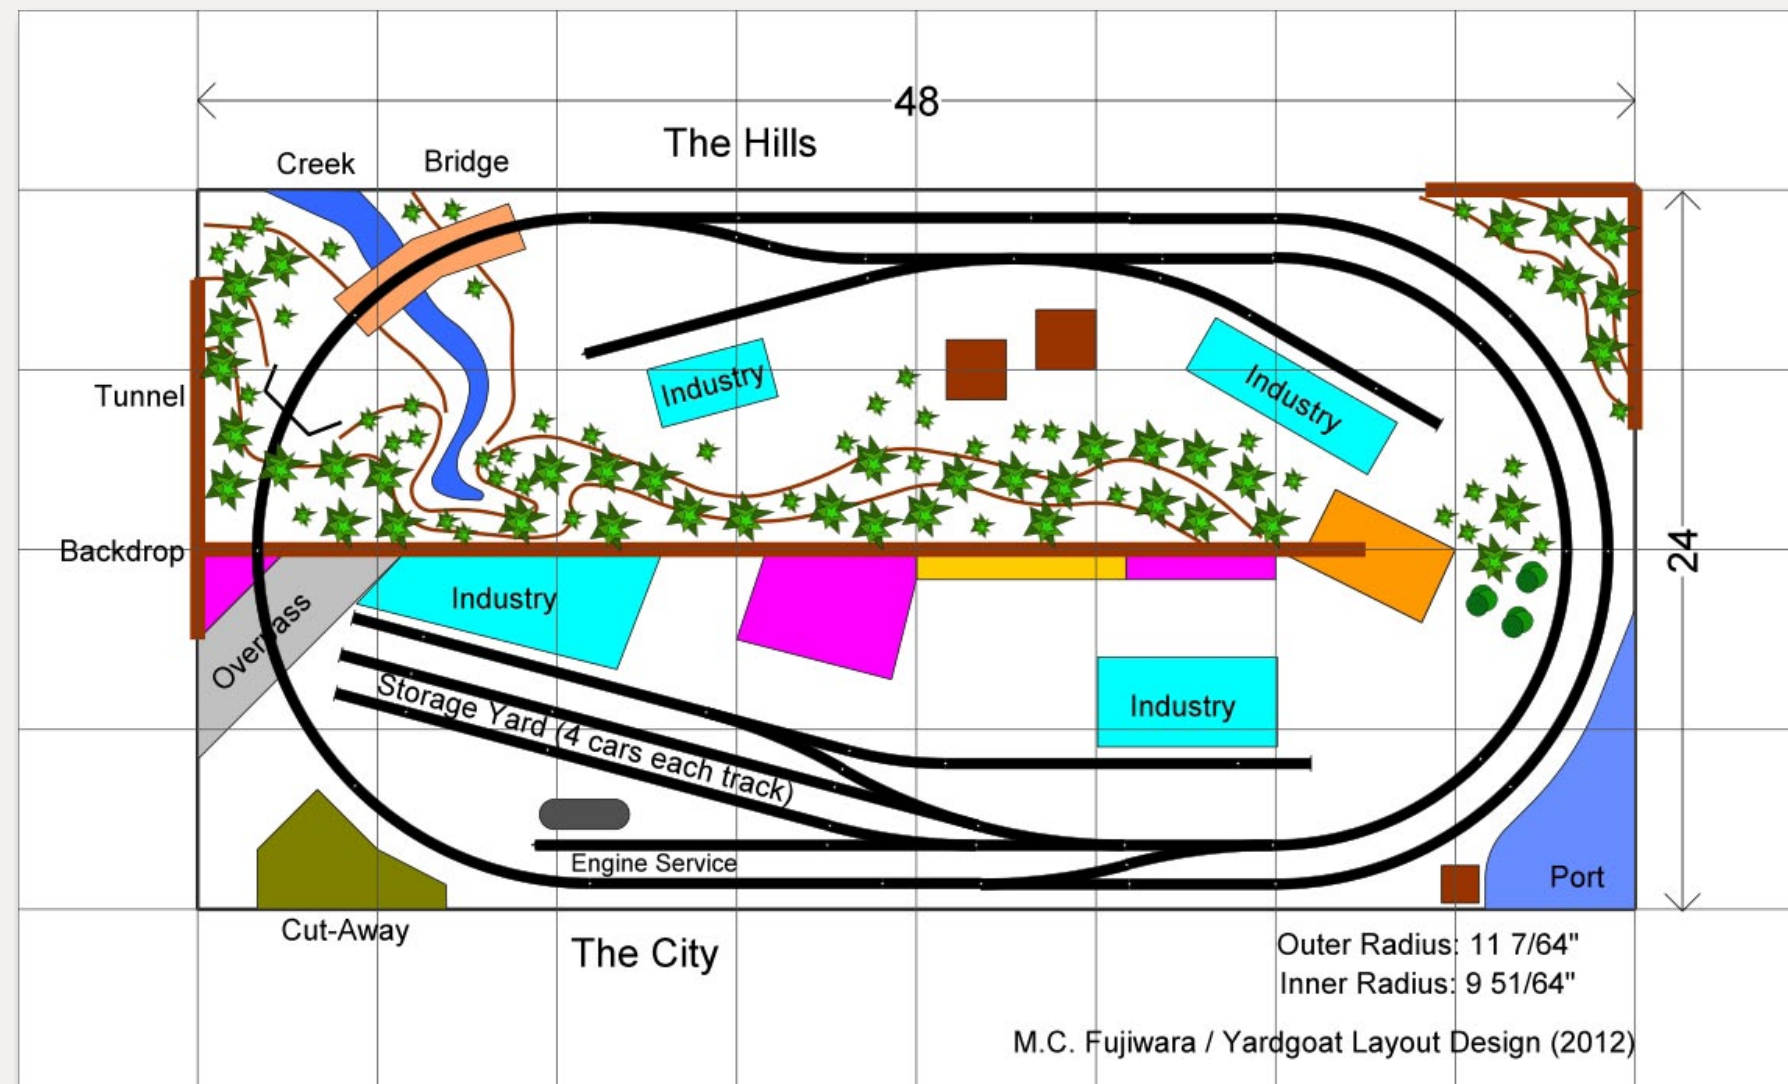 48
The Hills
Creek
Bridge
Tunnel
Industry
Industry
Backdrop
24
Overpass
Industry
Storage Yard (4 cars each track)
Industry
Engine Service
Port
Cut-Away
The City
Outer Radius: 11 7/64"
Inner Radius: 9 51/64"
M.C. Fujiwara / Yardgoat Layout Design (2012)